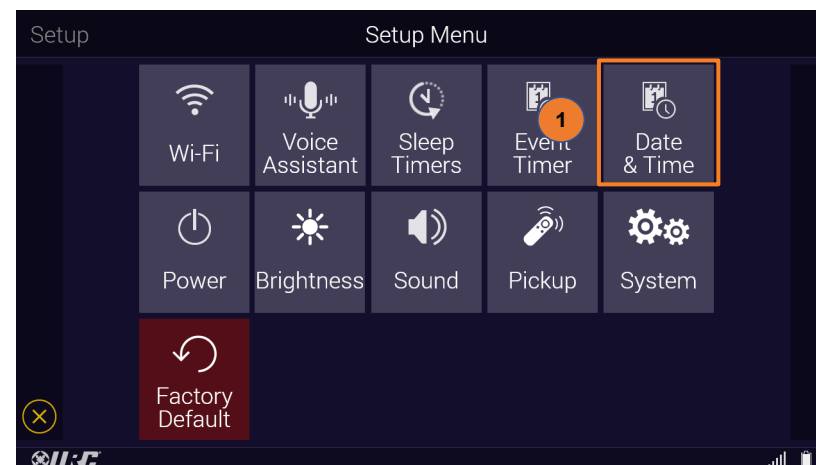 Setup
Setup Menu
Wi-Fi
Voice
Assistant
Sleep
Timers
1
Event
Timer
Date
& Time
Power
Brightness
Sound
Pickup
System
Factory
Default
URC